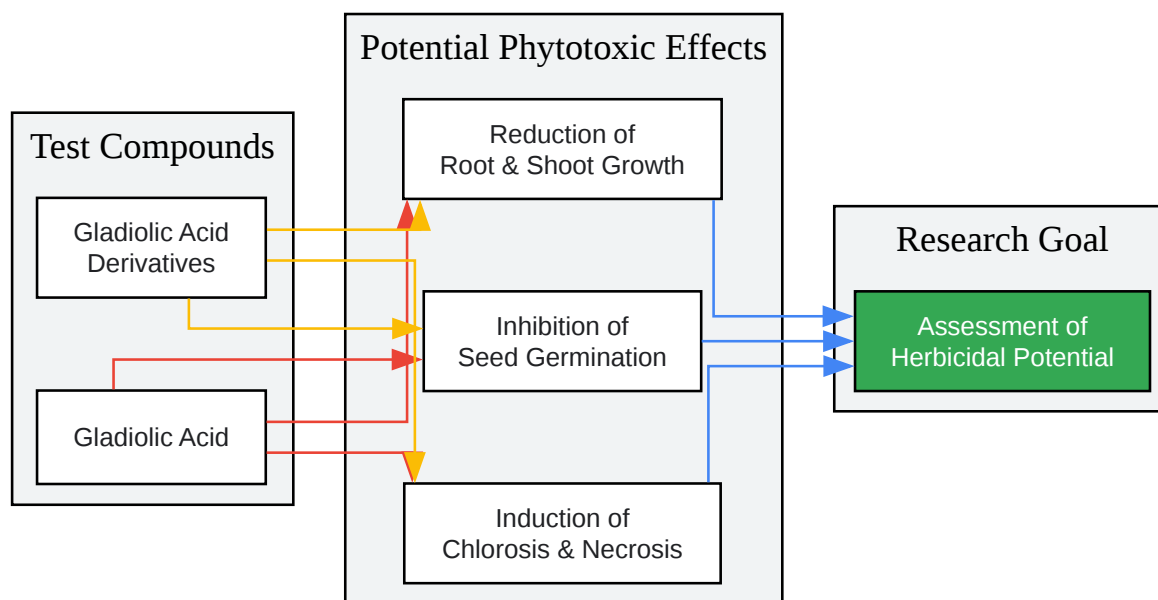 Test Compounds
Gladiolic Acid
Derivatives
Gladiolic Acid
Potential Phytotoxic Effects
Reduction of
Root & Shoot Growth
Inhibition of
Seed Germination
Induction of
Chlorosis & Necrosis
Research Goal
Assessment of
Herbicidal Potential